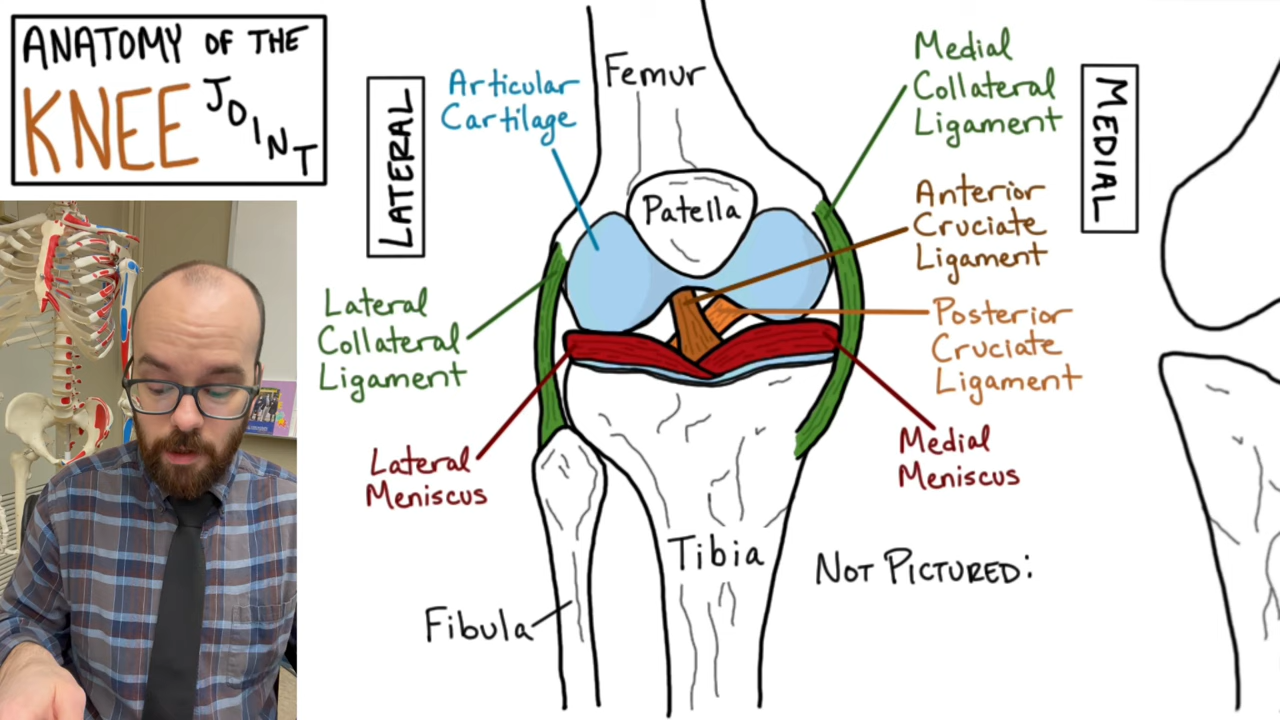 ANATOMY OF THE
KNEE JOINT
LATERAL
Articular
Cartilage
Femur
Medial
Collateral
Ligament
MEDIAL
Patella
Anterior
Cruciate
Ligament
Lateral
Collateral
Ligament
Posterior
Cruciate
Ligament
Lateral
Meniscus
Medial
Meniscus
Tibia
NOT PICTURED:
Fibula